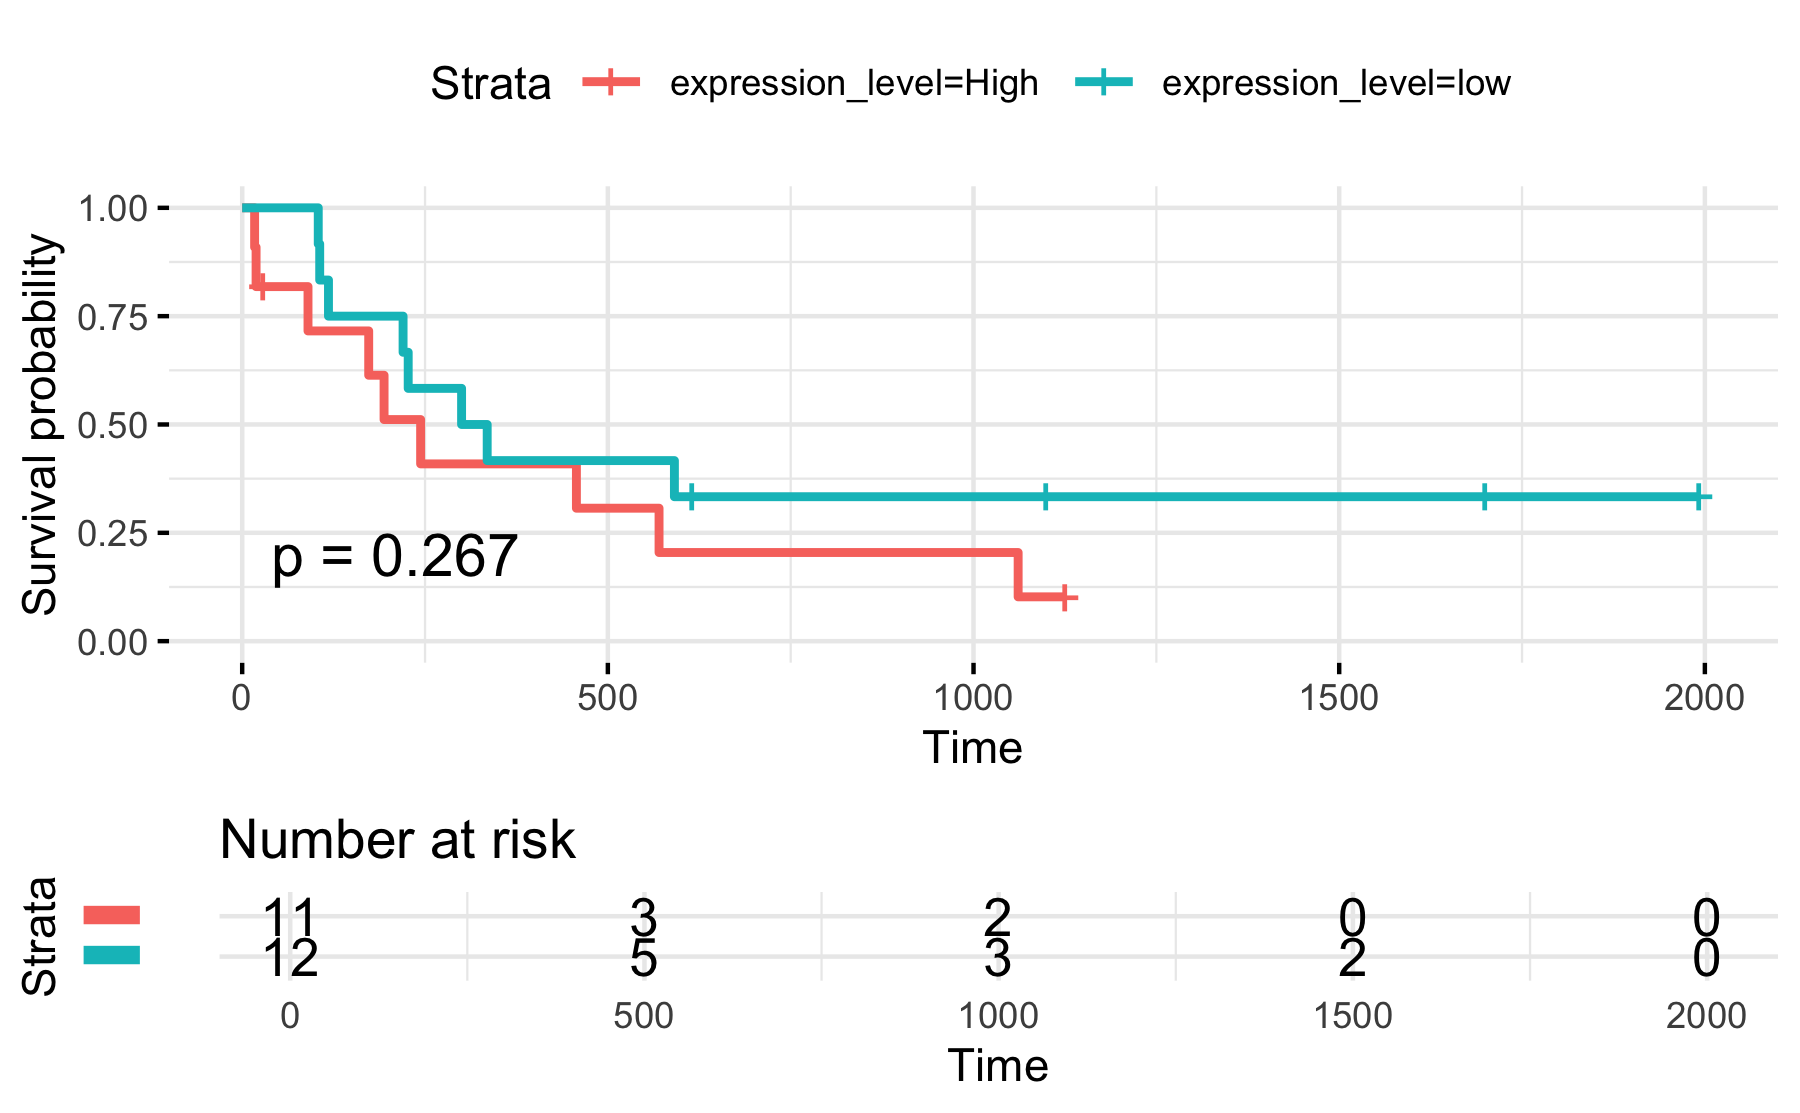 Strata expression_level=High expression_level=low
Survival probability
1.00
0.75
0.50
0.25
0.00
p = 0.267
0 500 1000 1500 2000
Time
Number at risk
Strata
11 3 2 0 0
12 5 3 2 0
0 500 1000 1500 2000
Time